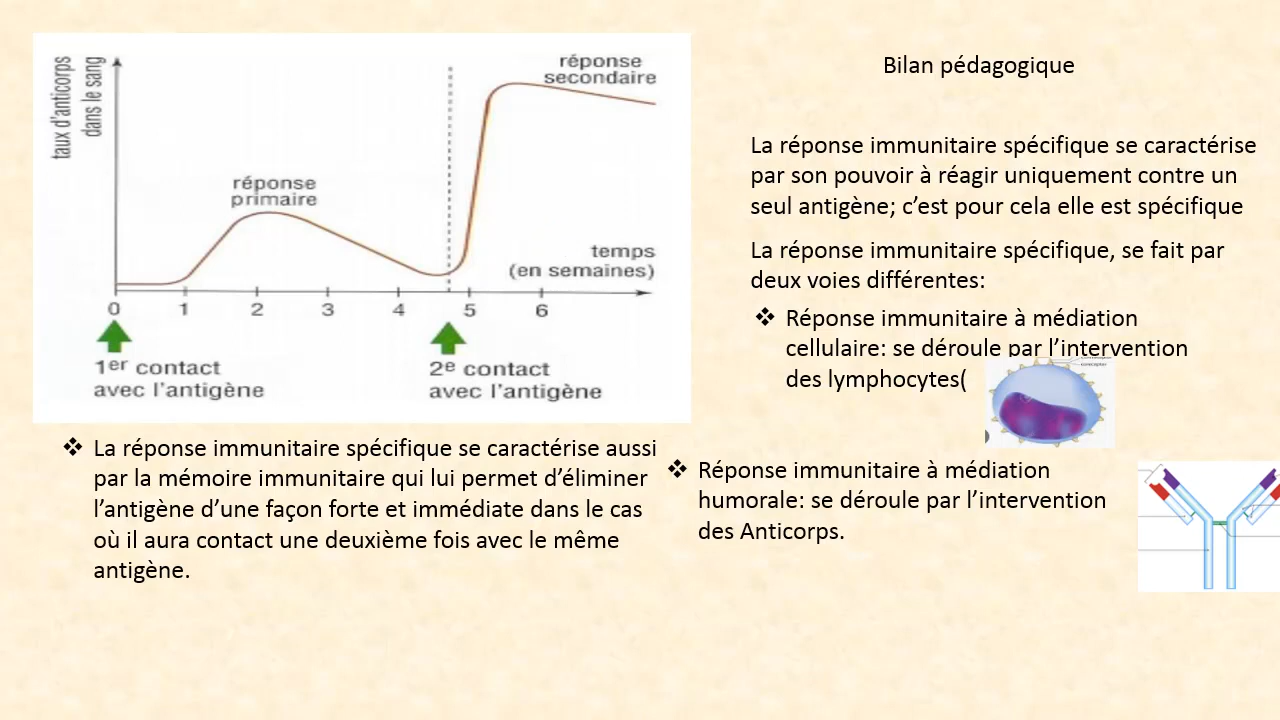 taux d'anticorps
dans le sang
réponse
secondaire
réponse
primaire
temps
(en semaines)
0 1 2 3 4 5 6
1er contact
avec l'antigène
2e contact
avec l'antigène
❖ La réponse immunitaire spécifique se caractérise aussi
par la mémoire immunitaire qui lui permet d'éliminer
l'antigène d'une façon forte et immédiate dans le cas
où il aura contact une deuxième fois avec le même
antigène.
Bilan pédagogique
La réponse immunitaire spécifique se caractérise
par son pouvoir à réagir uniquement contre un
seul antigène; c'est pour cela elle est spécifique
La réponse immunitaire spécifique, se fait par
deux voies différentes:
❖ Réponse immunitaire à médiation
cellulaire: se déroule par l'intervention
des lymphocytes(
❖ Réponse immunitaire à médiation
humorale: se déroule par l'intervention
des Anticorps.